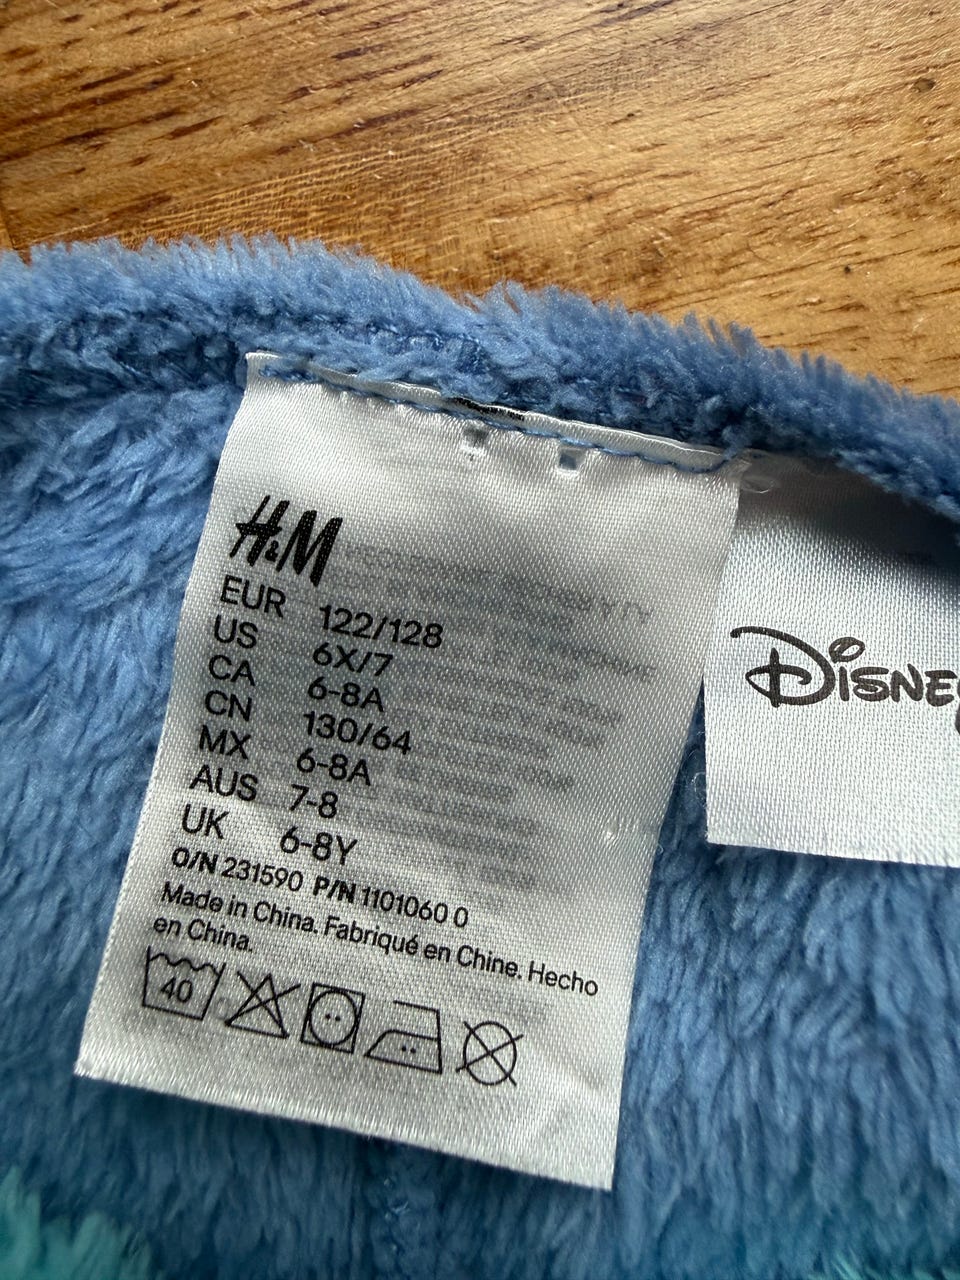 H&M
EUR 122/128
US 6X/7
CA 6-8A
CN 130/64
MX 6-8A
AUS 7-8
UK 6-8Y
O/N 231590 P/N 1101060 0
Made in China. Fabriqué en Chine. Hecho
en China.
40
DISNE